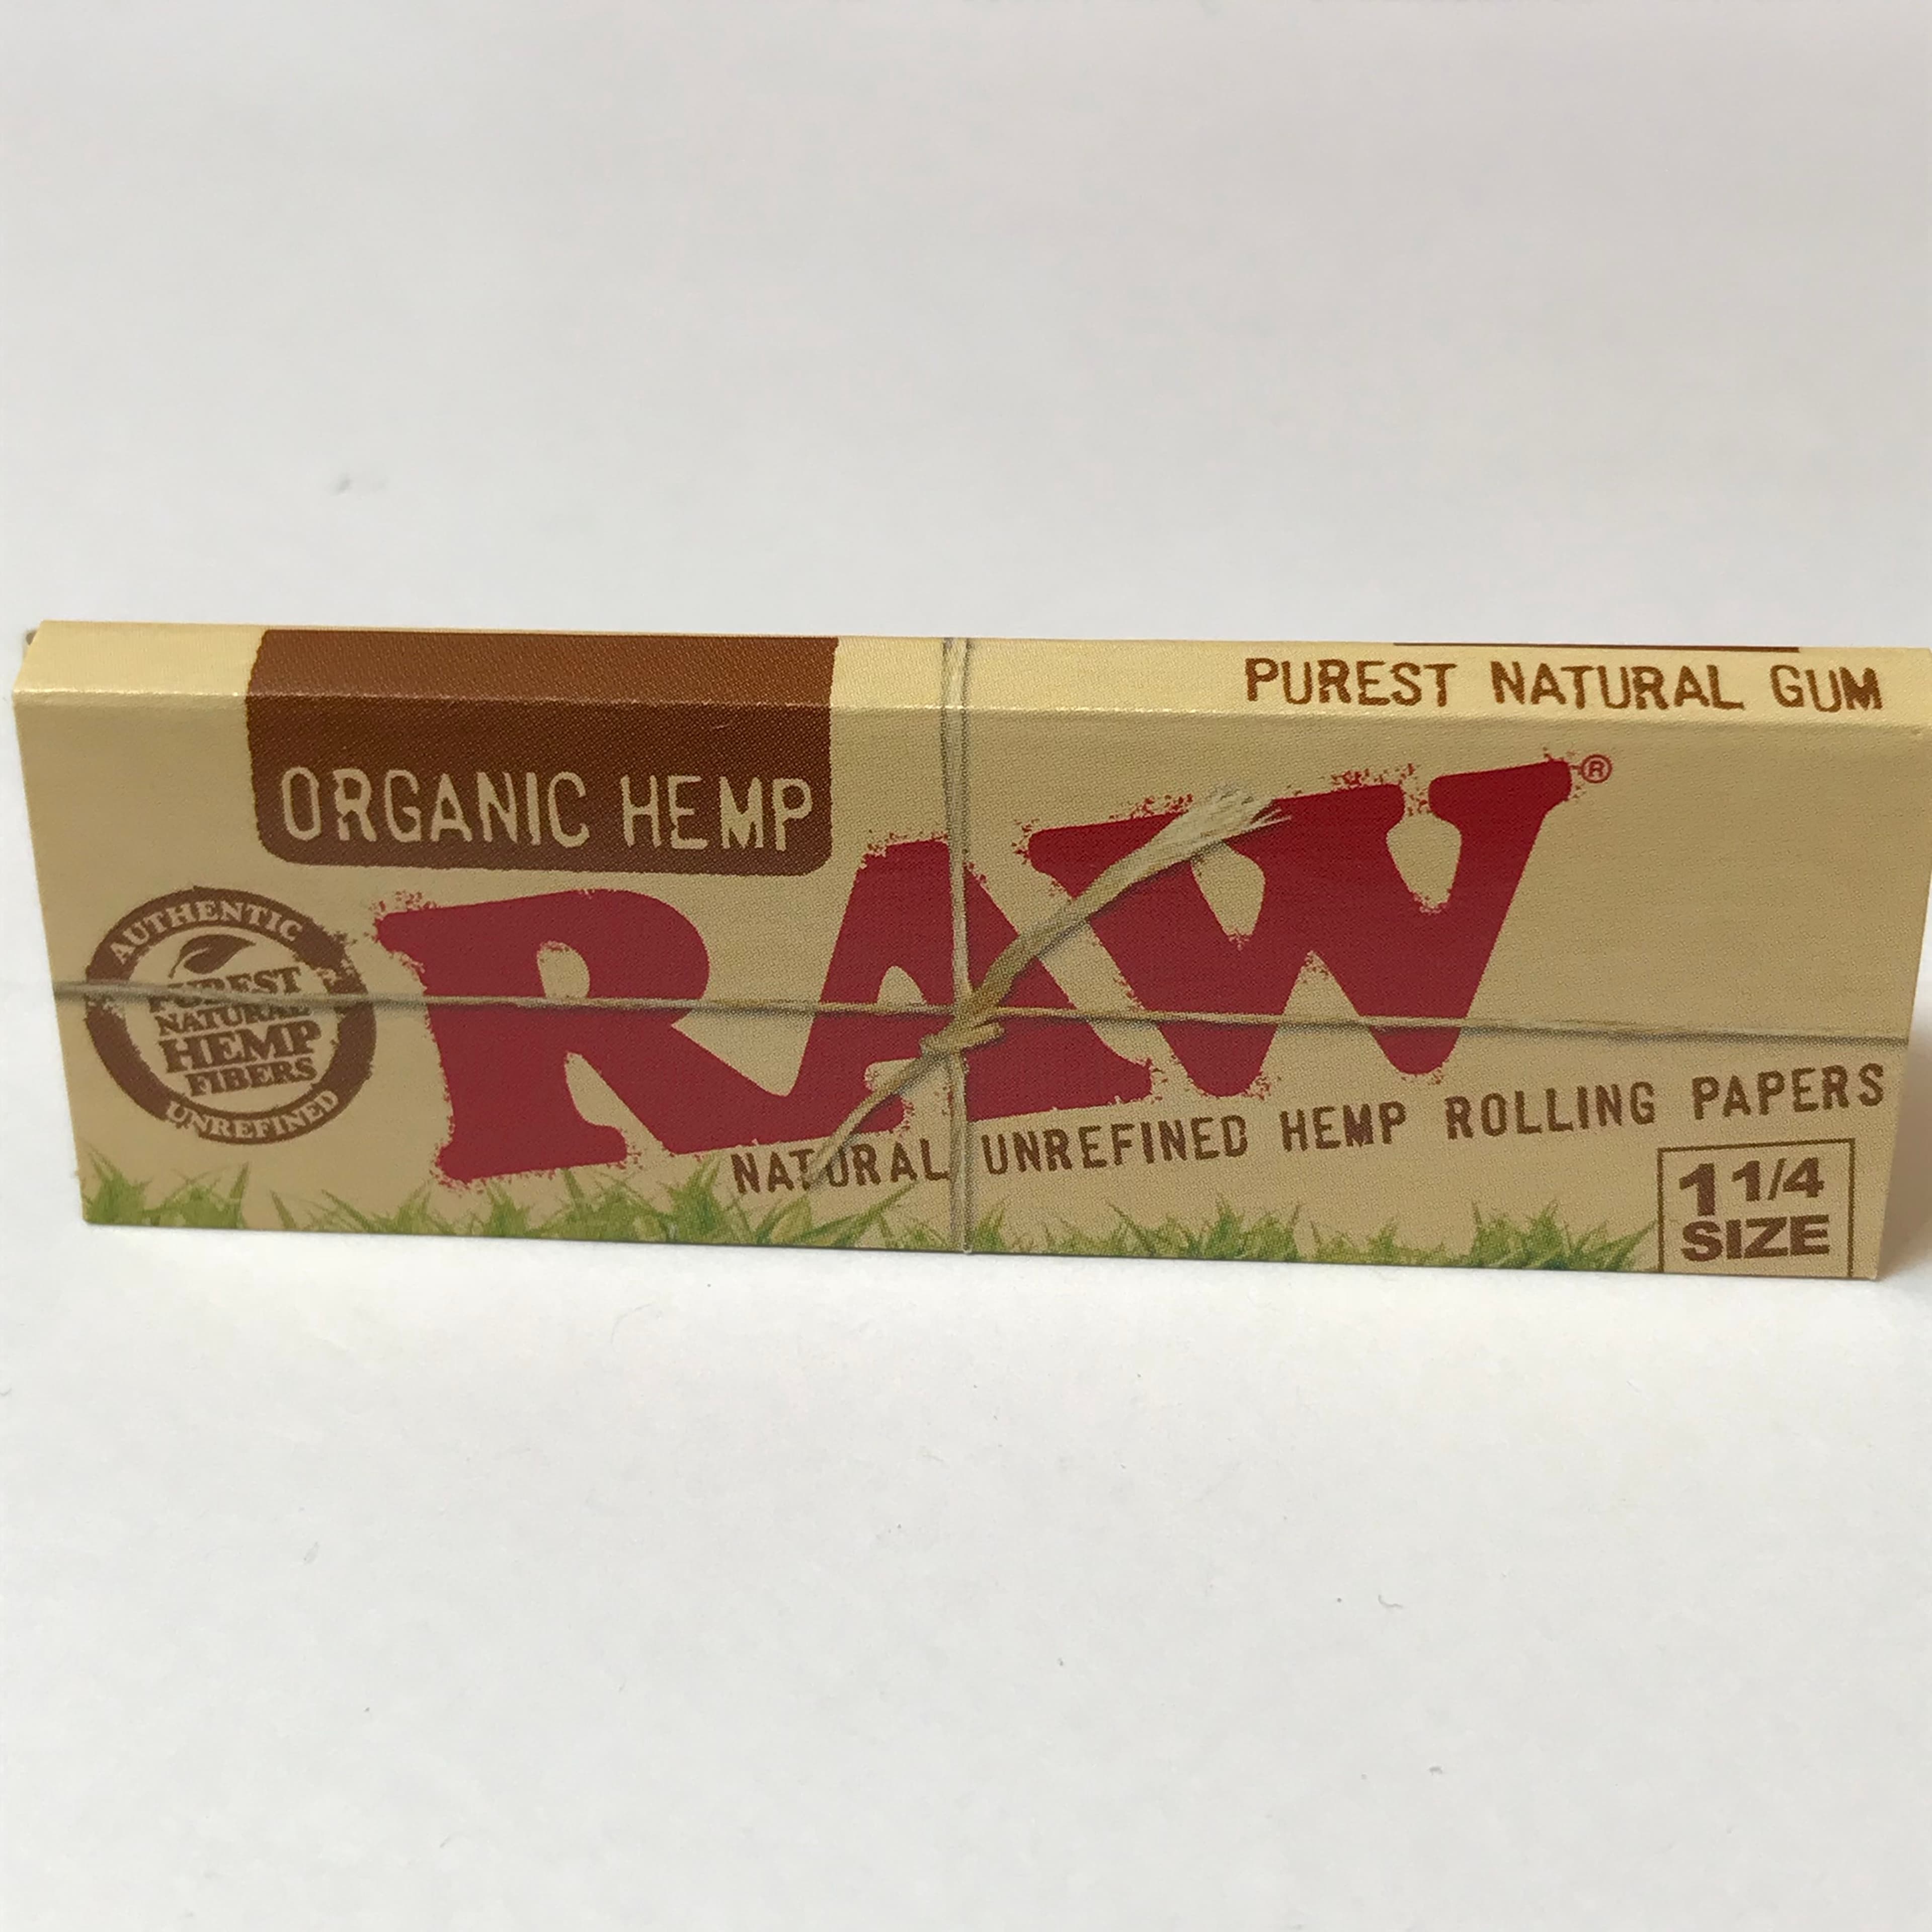 PUREST NATURAL GUM
ORGANIC HEMP
RAW®
AUTHENTIC
PUREST
NATURAL
HEMP
FIBERS
UNREFINED
NATURAL UNREFINED HEMP ROLLING PAPERS
1 1/4
SIZE